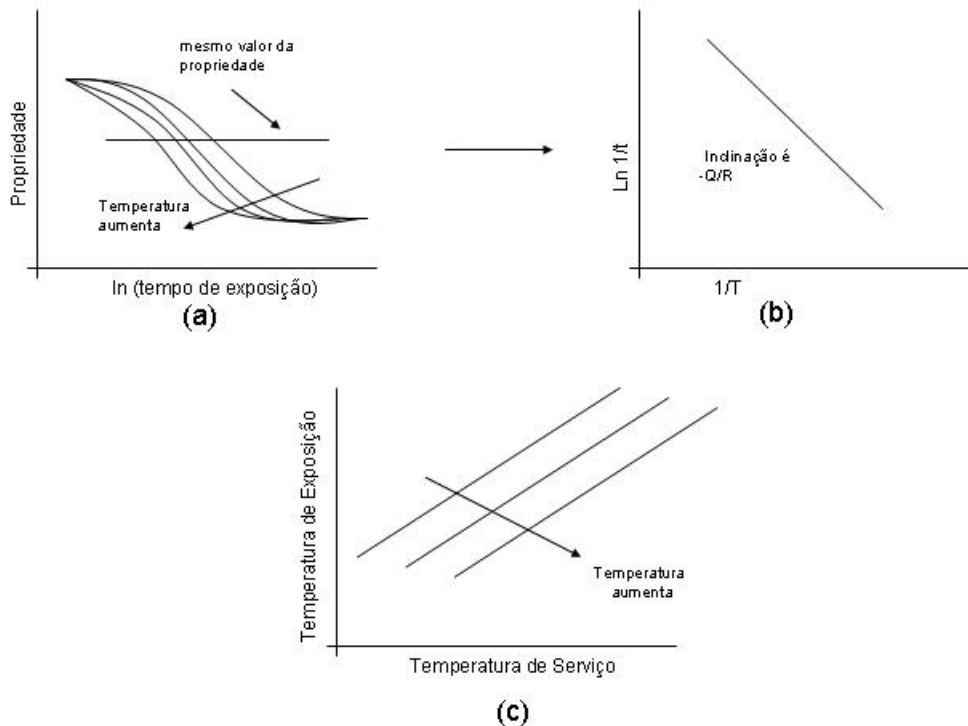 mesmo valor da
propriedade
Propriedade
Temperatura
aumenta
ln (tempo de exposição)
(a)
Ln 1/t
Inclinação é
-Q/R
1/T
(b)
Temperatura de Exposição
Temperatura
aumenta
Temperatura de Serviço
(c)